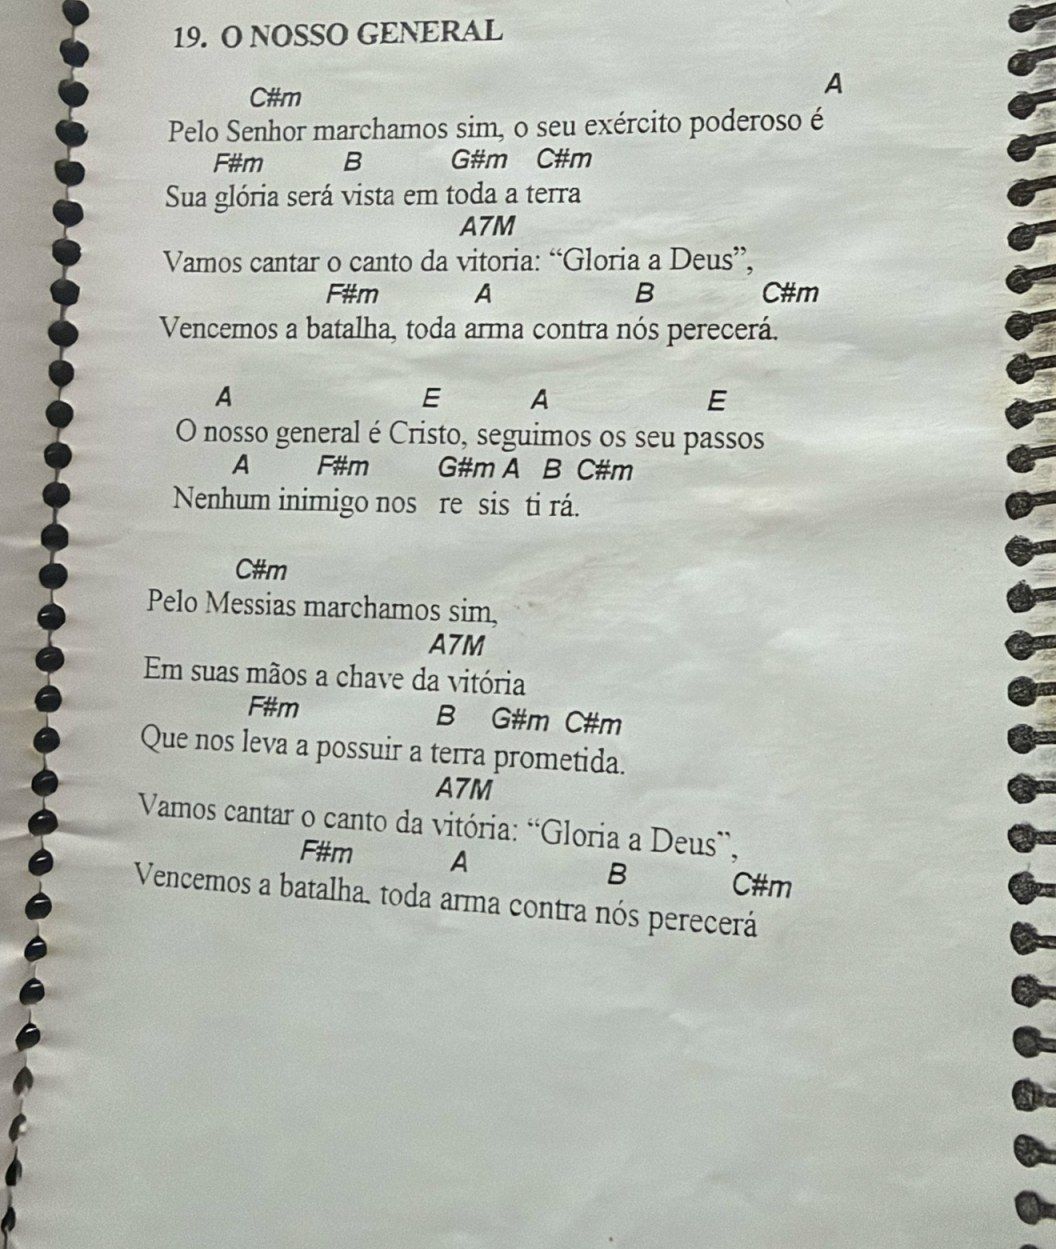 19. O NOSSO GENERAL
C#m A
Pelo Senhor marchamos sim, o seu exército poderoso é
F#m B G#m C#m
Sua glória será vista em toda a terra
A7M
Vamos cantar o canto da vitoria: “Gloria a Deus”,
F#m A B C#m
Vencemos a batalha, toda arma contra nós perecerá.
A E A E
O nosso general é Cristo, seguimos os seu passos
A F#m G#m A B C#m
Nenhum inimigo nos re sis ti rá.
C#m
Pelo Messias marchamos sim,
A7M
Em suas mãos a chave da vitória
F#m B G#m C#m
Que nos leva a possuir a terra prometida.
A7M
Vamos cantar o canto da vitória: “Gloria a Deus”,
F#m A B C#m
Vencemos a batalha, toda arma contra nós perecerá